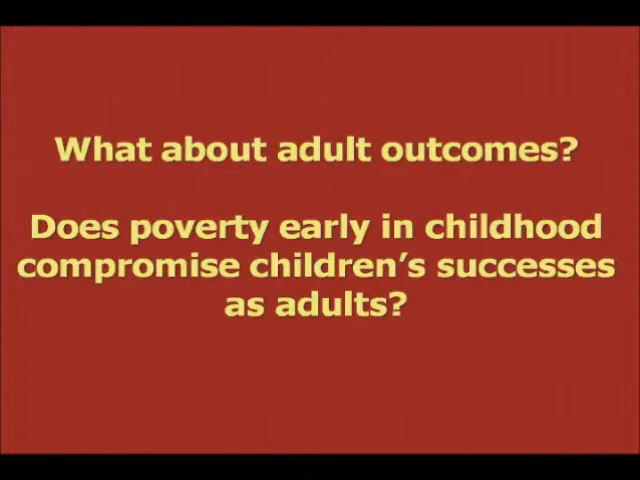 What about adult outcomes?
Does poverty early in childhood
compromise children's successes
as adults?